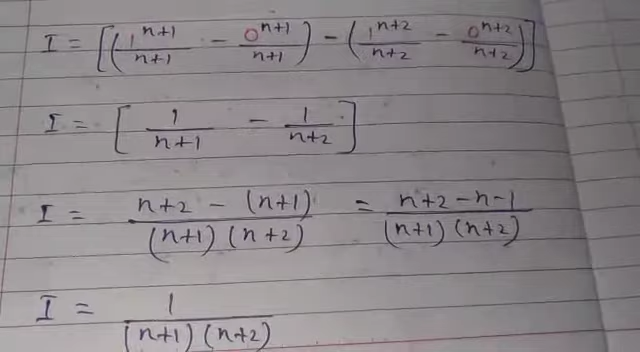 I = [(1^{n+1}/n+1 - 0^{n+1}/n+1) - (1^{n+2}/n+2 - 0^{n+2}/n+2)]
I = [1/n+1 - 1/n+2]
I = n+2 - (n+1)/(n+1)(n+2) = n+2-n-1/(n+1)(n+2)
I = 1/(n+1)(n+2)